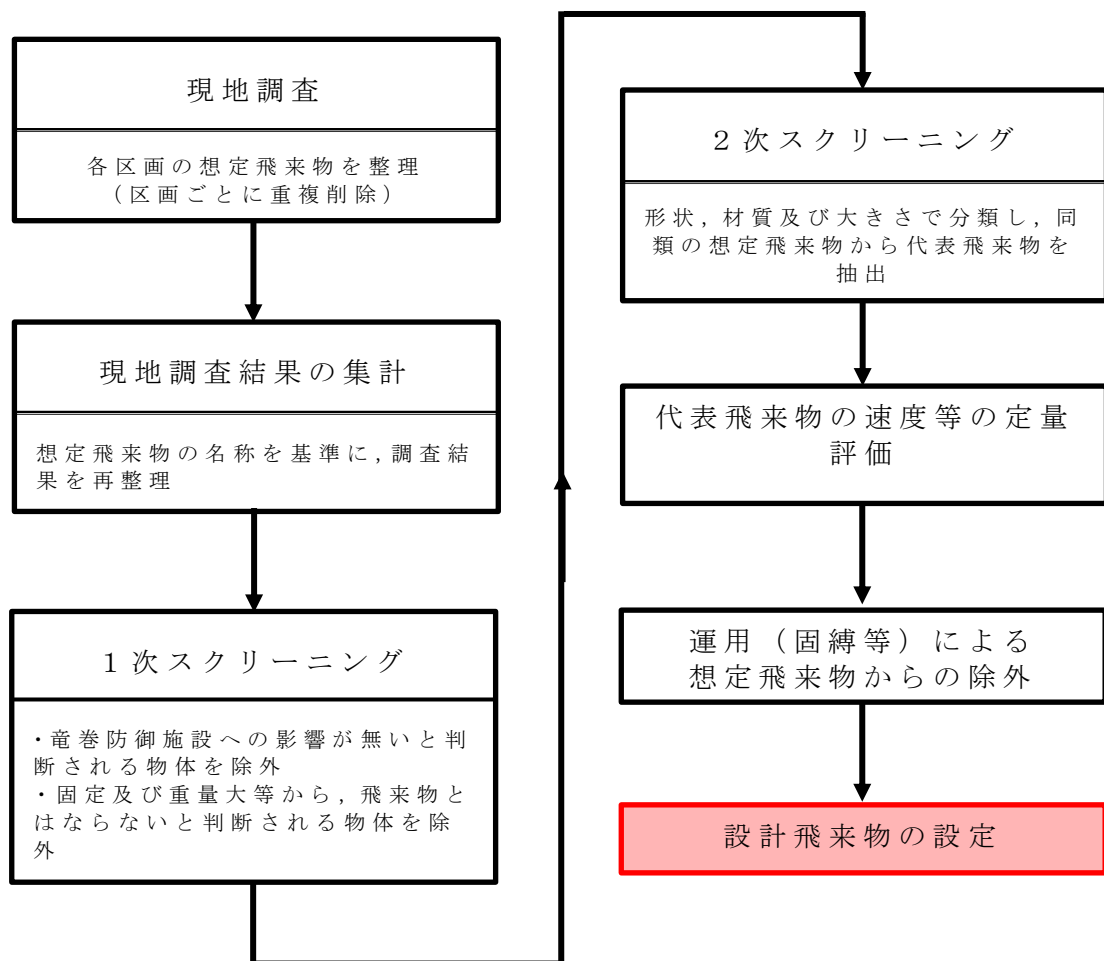 現地調査
各区画の想定飛来物を整理
(区画ごとに重複削除)
現地調査結果の集計
想定飛来物の名称を基準に,調査結
果を再整理
1次スクリーニング
・竜巻防御施設への影響が無いと判
断される物体を除外
・固定及び重量大等から,飛来物と
はならないと判断される物体を除
外
2次スクリーニング
形状,材質及び大きさで分類し,同
類の想定飛来物から代表飛来物を
抽出
代表飛来物の速度等の定量
評価
運用(固縛等)による
想定飛来物からの除外
設計飛来物の設定